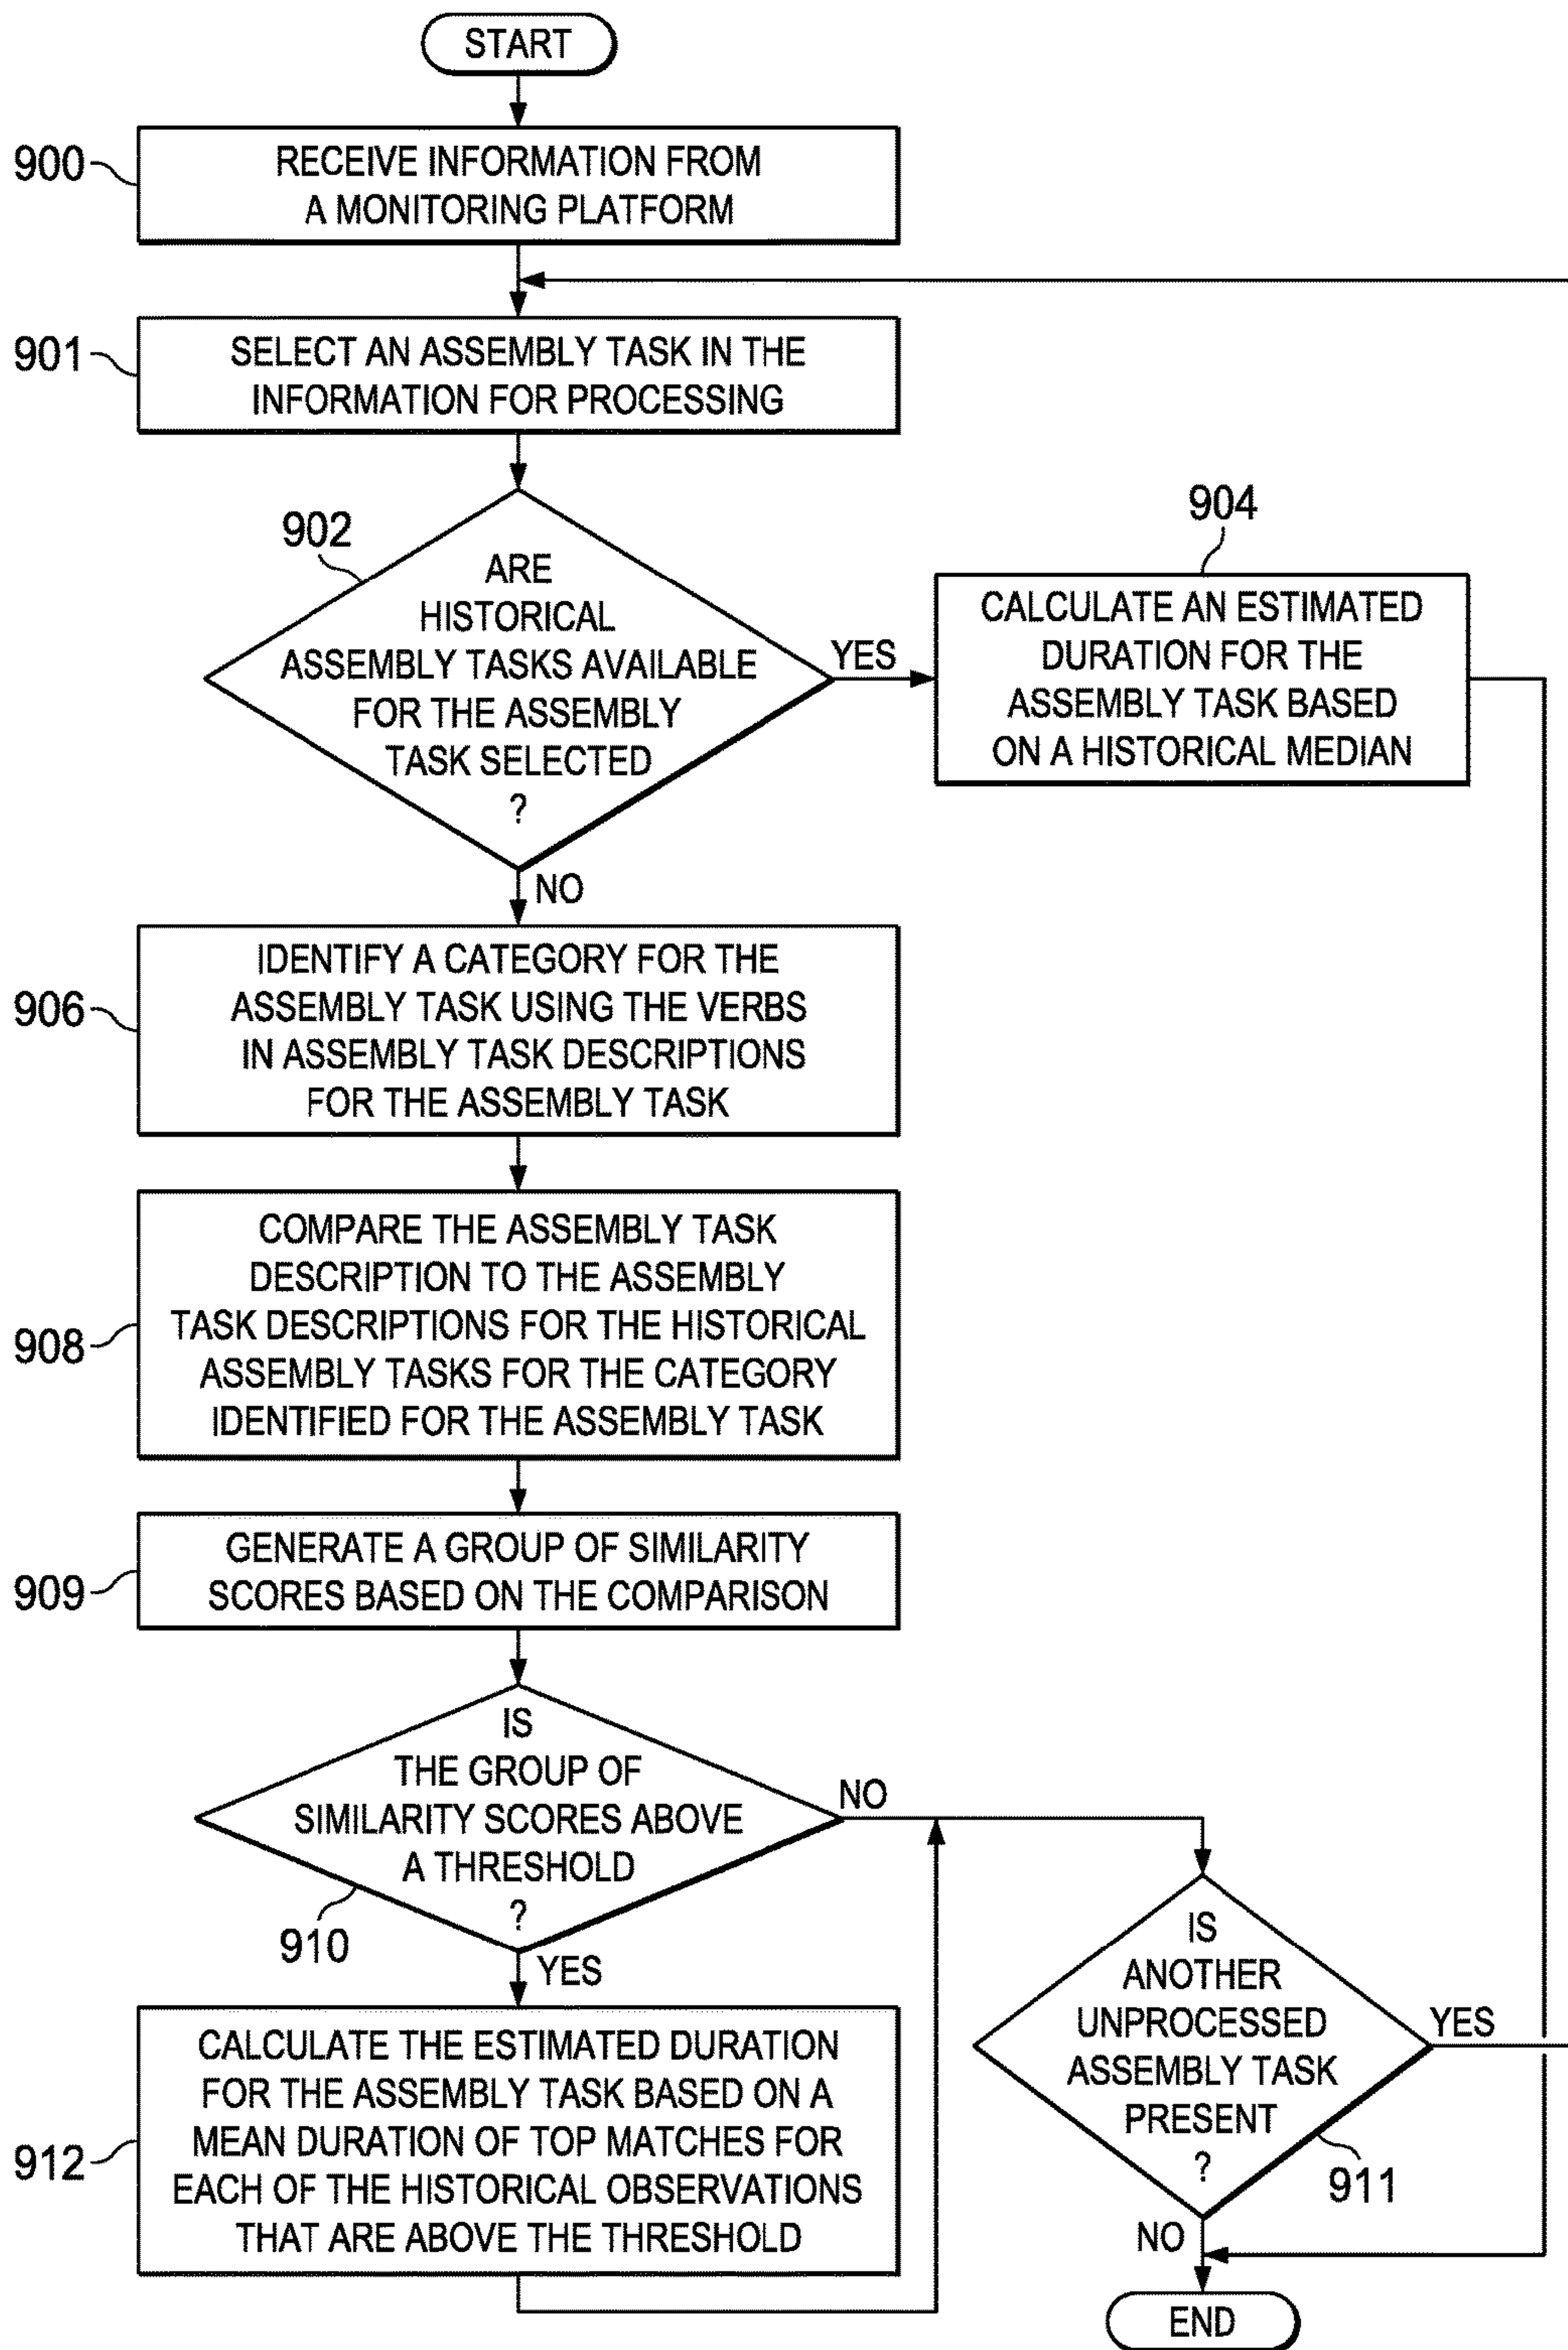 START
900
RECEIVE INFORMATION FROM
A MONITORING PLATFORM
901
SELECT AN ASSEMBLY TASK IN THE
INFORMATION FOR PROCESSING
902
ARE
HISTORICAL
ASSEMBLY TASKS AVAILABLE
FOR THE ASSEMBLY
TASK SELECTED
?
YES
904
CALCULATE AN ESTIMATED
DURATION FOR THE
ASSEMBLY TASK BASED
ON A HISTORICAL MEDIAN
NO
906
IDENTIFY A CATEGORY FOR THE
ASSEMBLY TASK USING THE VERBS
IN ASSEMBLY TASK DESCRIPTIONS
FOR THE ASSEMBLY TASK
908
COMPARE THE ASSEMBLY TASK
DESCRIPTION TO THE ASSEMBLY
TASK DESCRIPTIONS FOR THE HISTORICAL
ASSEMBLY TASKS FOR THE CATEGORY
IDENTIFIED FOR THE ASSEMBLY TASK
909
GENERATE A GROUP OF SIMILARITY
SCORES BASED ON THE COMPARISON
IS
THE GROUP OF
SIMILARITY SCORES ABOVE
A THRESHOLD
?
910
NO
YES
912
CALCULATE THE ESTIMATED DURATION
FOR THE ASSEMBLY TASK BASED ON A
MEAN DURATION OF TOP MATCHES FOR
EACH OF THE HISTORICAL OBSERVATIONS
THAT ARE ABOVE THE THRESHOLD
IS
ANOTHER
UNPROCESSED
ASSEMBLY TASK
PRESENT
?
911
YES
NO
END